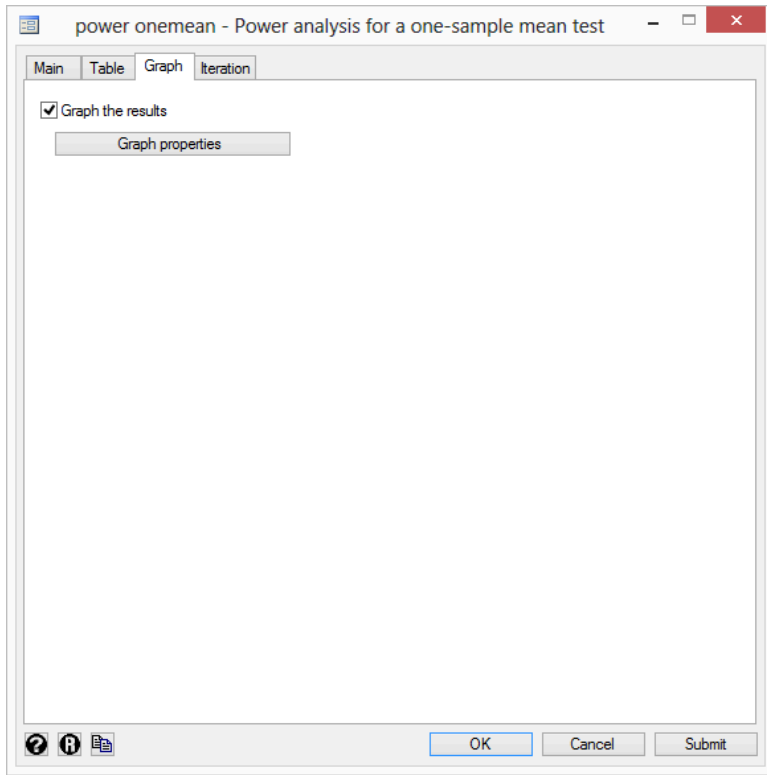 power onemean - Power analysis for a one-sample mean test
Main Table Graph Iteration
Graph the results
Graph properties
? R
OK Cancel Submit